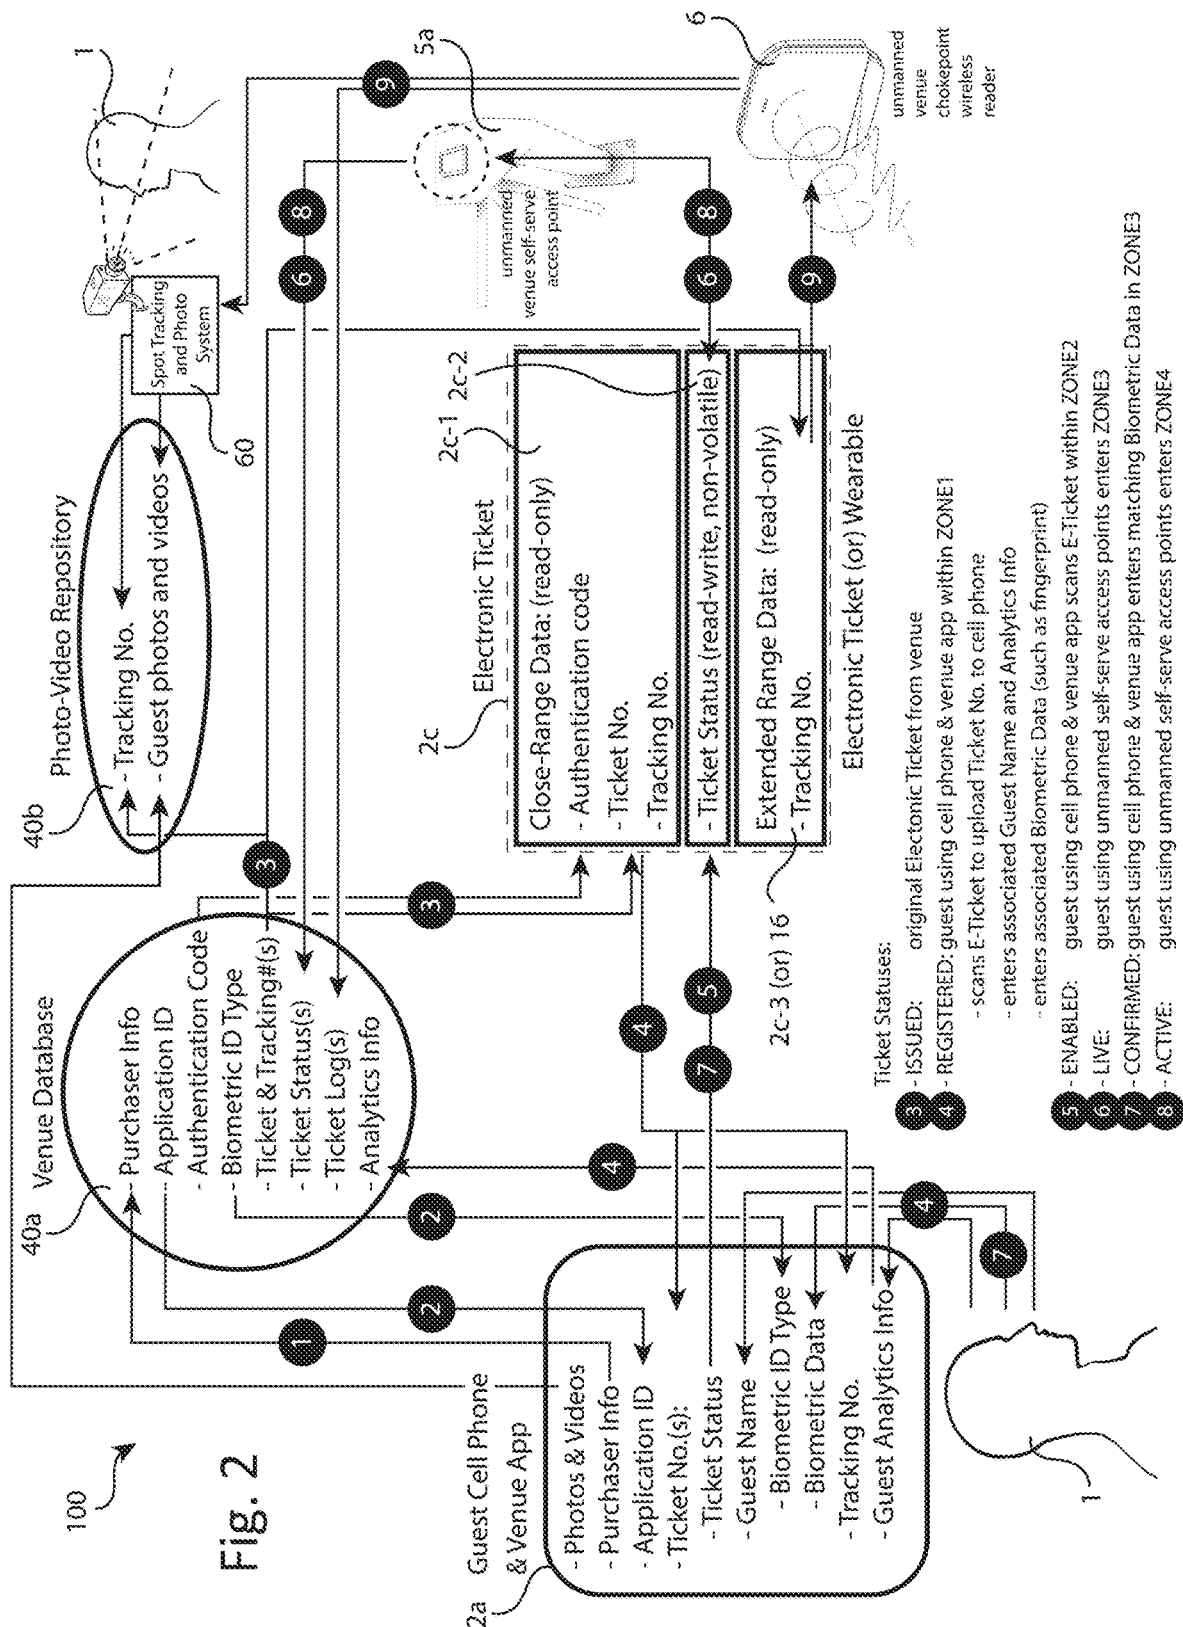 100
Fig. 2
40a
Venue Database
- Purchaser Info
- Application ID
- Authentication Code
- Biometric ID Type
- Ticket & Tracking#(s)
- Ticket Status(s)
- Ticket Log(s)
- Analytics Info
40b
Photo-Video Repository
- Tracking No.
- Guest photos and videos
60
Spot Tracking
and Photo
System
1
1
2
2
3
3
4
4
4
5
7
7
6
8
6
8
9
9
2a
Guest Cell Phone
& Venue App
- Photos & Videos
- Purchaser Info
- Application ID
- Ticket No.(s):
- Ticket Status
- Guest Name
- Biometric ID Type
- Biometric Data
- Tracking No.
- Guest Analytics Info
1
2c
Electronic Ticket
2c-1
2c-2
Close-Range Data: (read-only)
- Authentication code
- Ticket No.
- Tracking No.
- Ticket Status (read-write, non-volatile)
Extended Range Data: (read-only)
- Tracking No.
2c-3 (or) 16
Electronic Ticket (or) Wearable
5a
unmanned
venue self-serve
access point
6
unmanned
venue
chokepoint
wireless
reader
Ticket Statuses:
3 - ISSUED: original Electonic Ticket from venue
4 - REGISTERED: guest using cell phone & venue app within ZONE1
- scans E-Ticket to upload Ticket No. to cell phone
- enters associated Guest Name and Analytics Info
- enters associated Biometric Data (such as fingerprint)
5 - ENABLED: guest using cell phone & venue app scans E-Ticket within ZONE2
6 - LIVE: guest using unmanned self-serve access points enters ZONE3
7 - CONFIRMED: guest using cell phone & venue app enters matching Biometric Data in ZONE3
8 - ACTIVE: guest using unmanned self-serve access points enters ZONE4